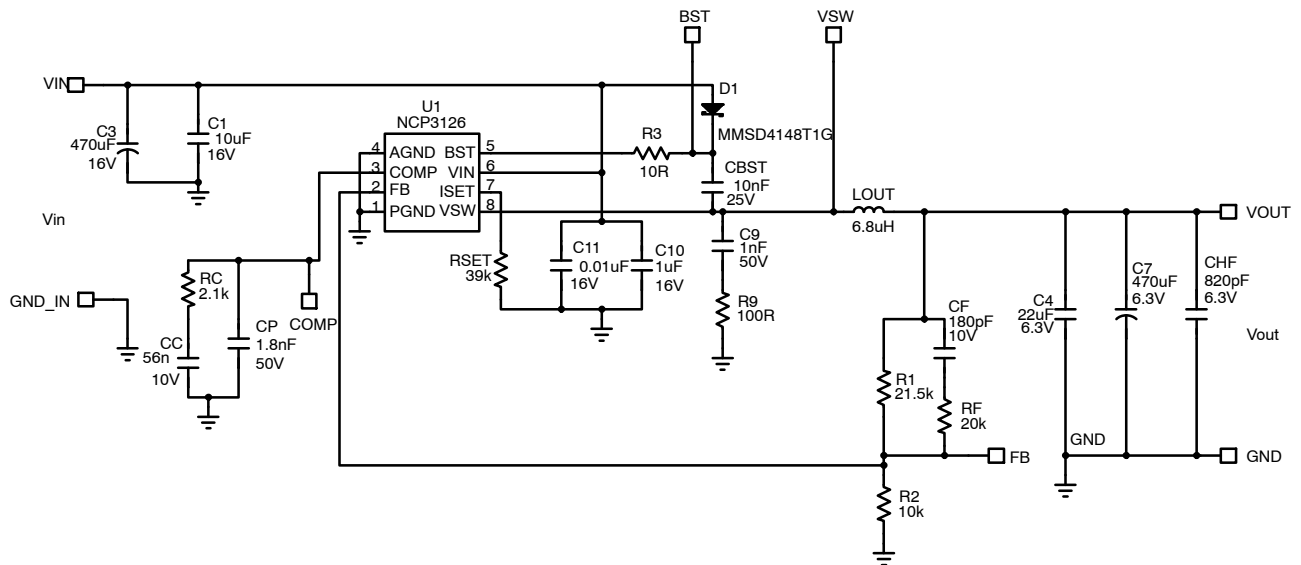 BST
VSW
VIN
D1
U1
NCP3126
C3
470uF
16V
C1
10uF
16V
MMSD4148T1G
R3
10R
4 AGND BST 5
3 COMP VIN 6
2 FB ISET 7
1 PGND VSW 8
CBST
10nF
25V
LOUT
6.8uH
VOUT
Vin
C9
1nF
50V
C11
0.01uF
16V
C10
1uF
16V
RSET
39k
RC
2.1k
GND_IN
COMP
R9
100R
CP
1.8nF
50V
CC
56n
10V
C7
470uF
6.3V
CHF
820pF
6.3V
C4
22uF
6.3V
CF
180pF
10V
Vout
R1
21.5k
RF
20k
GND
FB
GND
R2
10k